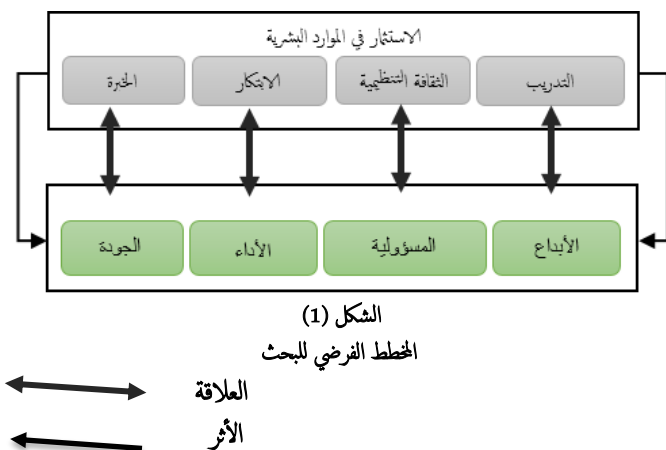 الاستثمار في الموارد البشرية
التدريب
الثقافة التنظيمية
الابتكار
الخبرة
الأبداع
المسؤولية
الأداء
الجودة
الشكل (1)
المخطط الفرضي للبحث
العلاقة
الأثر